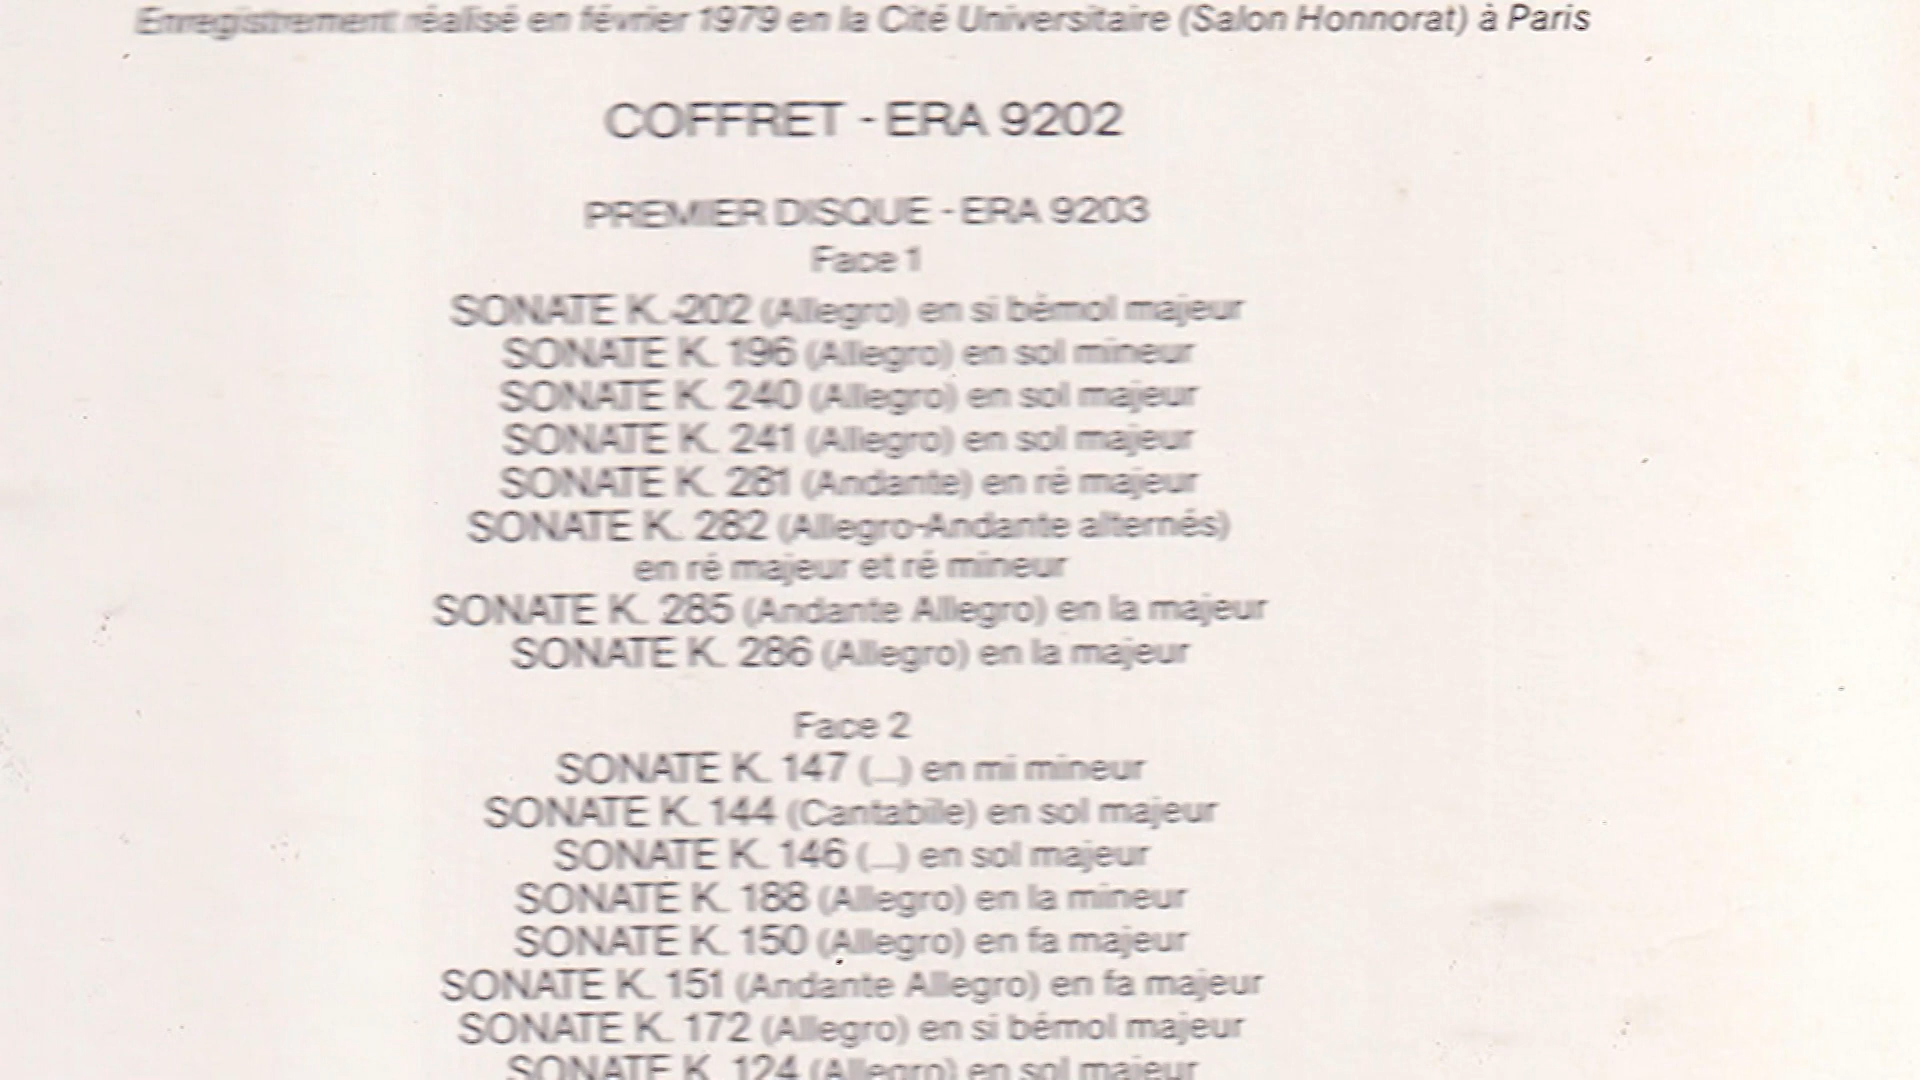 Enregistrement réalisé en février 1979 en la Cité Universitaire (Salon Honnorat) à Paris
COFFRET - ERA 9202
PREMIER DISQUE - ERA 9203
Face 1
SONATE K. 202 (Allegro) en si bémol majeur
SONATE K. 196 (Allegro) en sol mineur
SONATE K. 240 (Allegro) en sol majeur
SONATE K. 241 (Allegro) en sol majeur
SONATE K. 281 (Andante) en ré majeur
SONATE K. 282 (Allegro-Andante alternés)
en ré majeur et ré mineur
SONATE K. 285 (Andante Allegro) en la majeur
SONATE K. 286 (Allegro) en la majeur
Face 2
SONATE K. 147 (...) en mi mineur
SONATE K. 144 (Cantabile) en sol majeur
SONATE K. 146 (...) en sol majeur
SONATE K. 188 (Allegro) en la mineur
SONATE K. 150 (Allegro) en fa majeur
SONATE K. 151 (Andante Allegro) en fa majeur
SONATE K. 172 (Allegro) en si bémol majeur
SONATE K. 124 (Allegro) en sol majeur